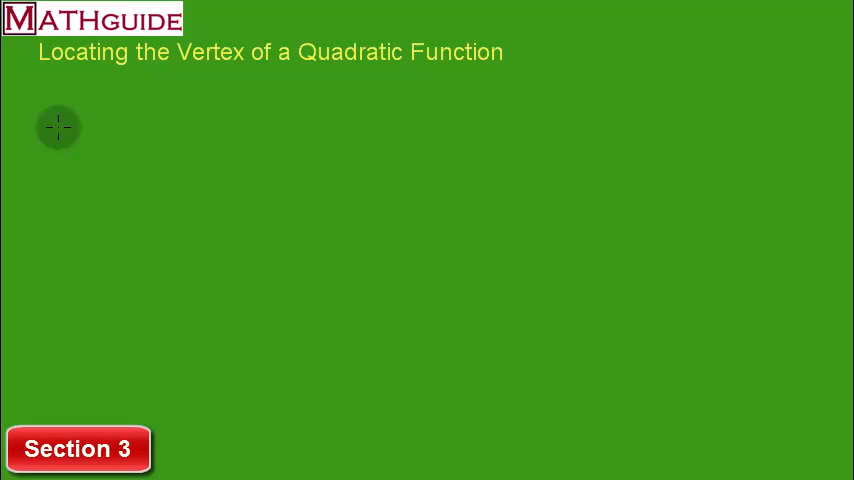 MATHGUIDE
Locating the Vertex of a Quadratic Function
Section 3